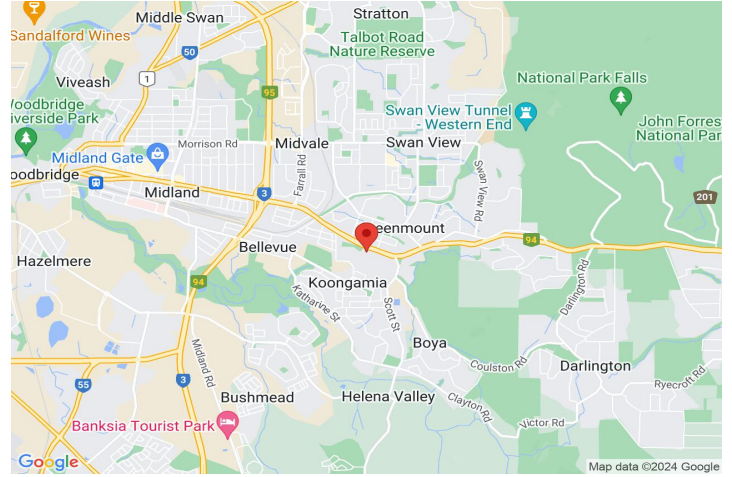 Middle Swan
Stratton
Sandalford Wines
Talbot Road
Nature Reserve
50
1
95
Viveash
National Park Falls
Woodbridge
iverside Park
Swan View Tunnel
- Western End
John Forres
National Par
Morrison Rd
Midvale
Swan View
Midland Gate
oodbridge
Farrall Rd
Swan View Rd
Midland
3
201
eenmount
Bellevue
94
Hazelmere
94
Koongamia
Katharine St
Scott St
Darlington Rd
Boya
Midland Rd
Coulston Rd
Darlington
55
3
Ryecroft Rd
Bushmead
Helena Valley
Clayton Rd
Banksia Tourist Park
Victor Rd
Google
Map data ©2024 Google